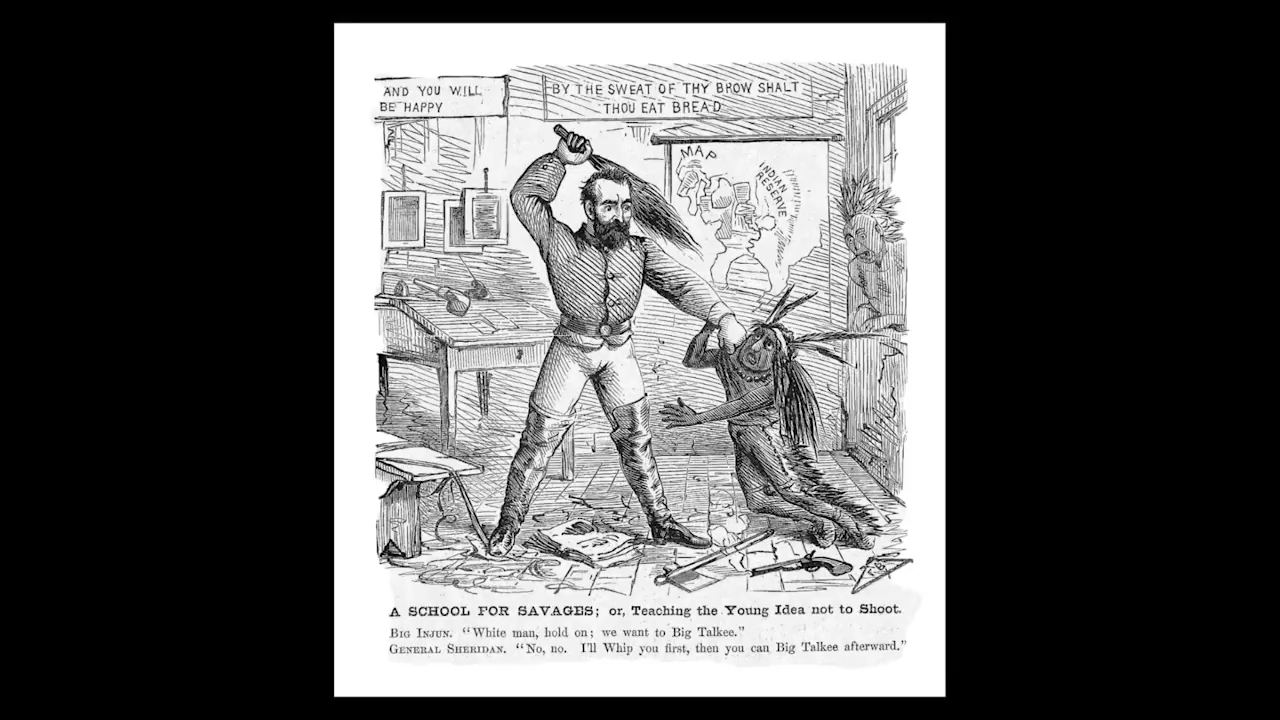 AND YOU WILL
BE HAPPY
BY THE SWEAT OF THY BROW SHALT
THOU EAT BREAD
MAP
INDIAN
RESERVE
A SCHOOL FOR SAVAGES; or, Teaching the Young Idea not to Shoot.
BIG INJUN. "White man, hold on; we want to Big Talkee."
GENERAL SHERIDAN. "No, no. I'll Whip you first, then you can Big Talkee afterward."